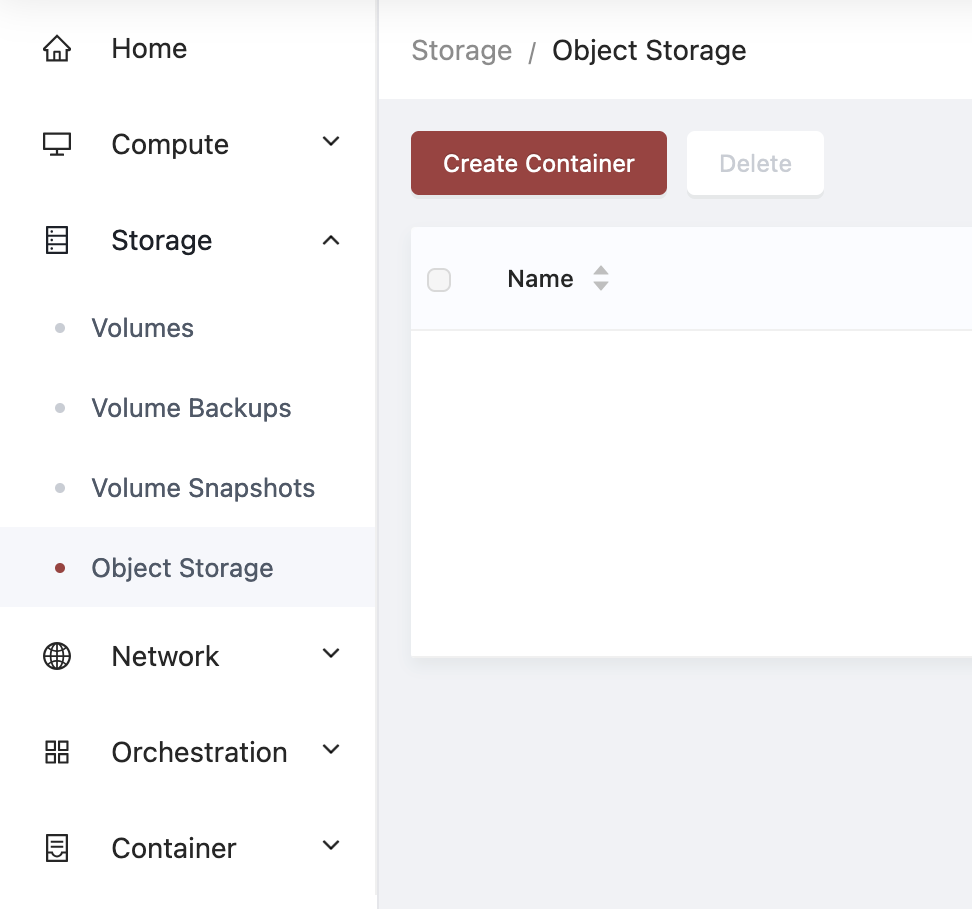 Home
Compute
Storage
Volumes
Volume Backups
Volume Snapshots
Object Storage
Network
Orchestration
Container
Storage / Object Storage
Create Container
Delete
Name